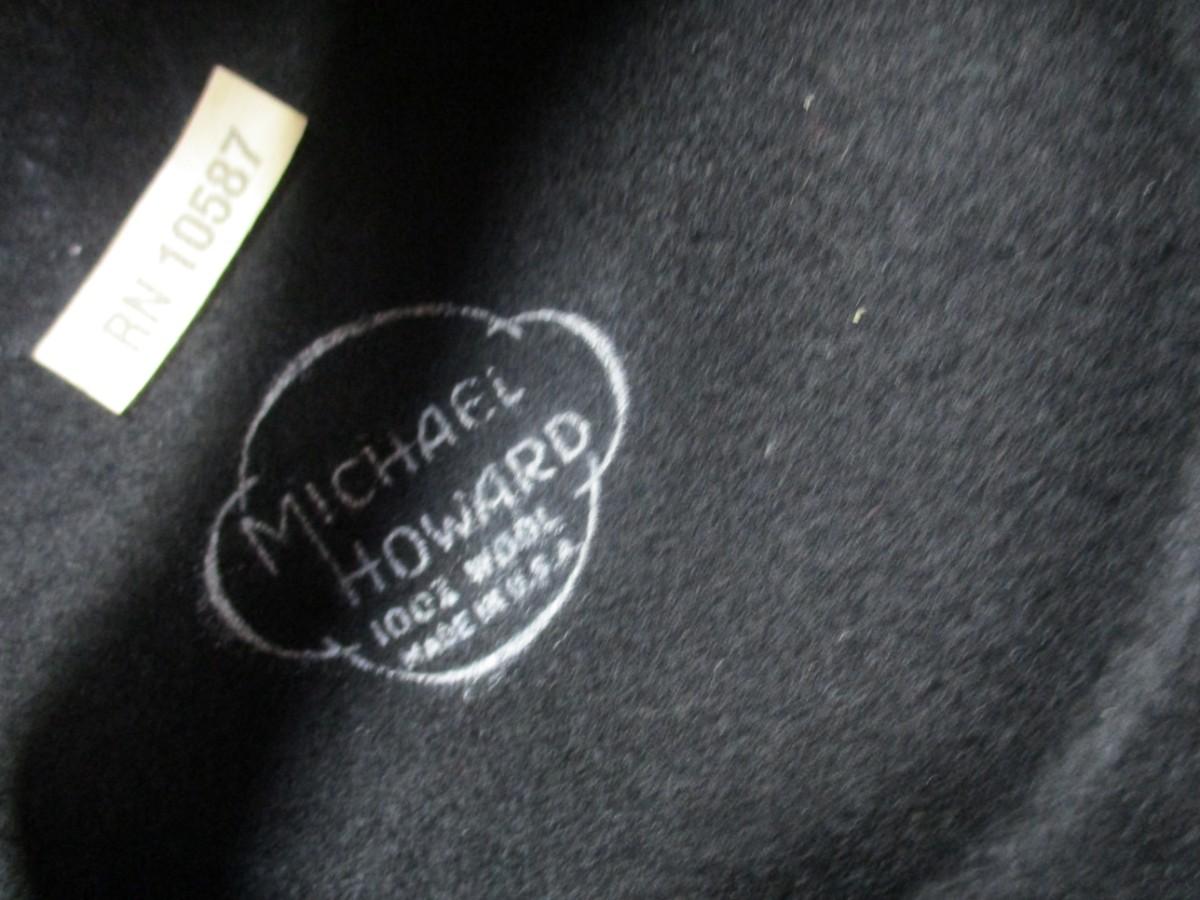 RN 10587
MICHAEL
HOWARD
100% WOOL
MADE IN U.S.A